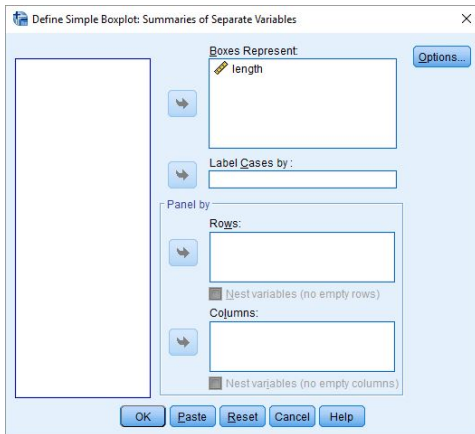 Define Simple Boxplot: Summaries of Separate Variables
Boxes Represent:
length
Options...
Label Cases by :
Panel by
Rows:
Nest variables (no empty rows)
Columns:
Nest variables (no empty columns)
OK Paste Reset Cancel Help